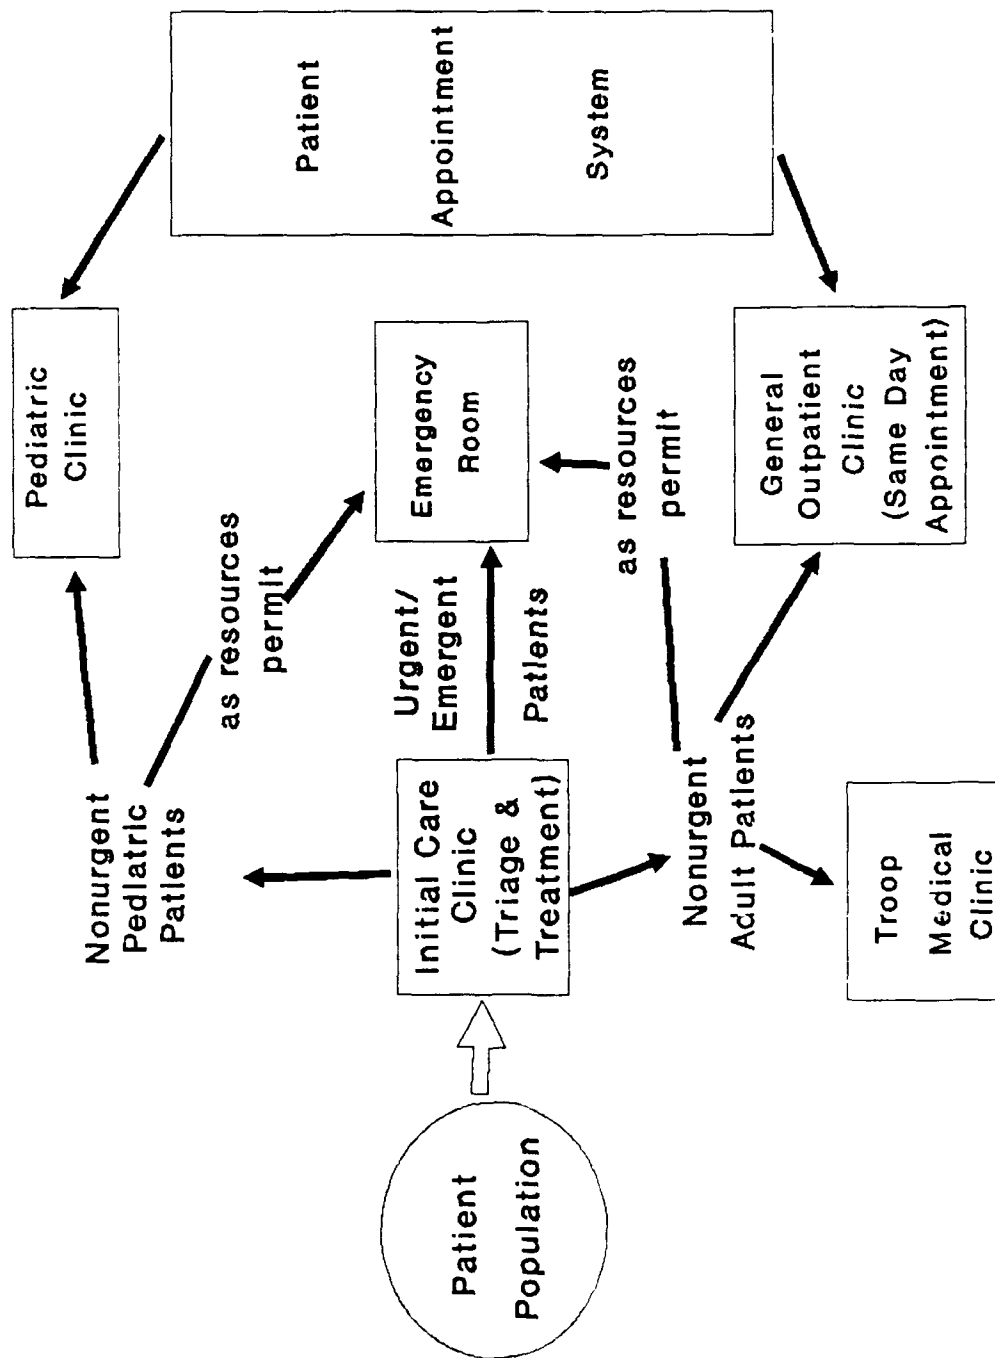 Patient
Population
Initial Care
Clinic
(Triage &
Treatment)
Nonurgent
Pediatric
Patients
as resources
permit
Pediatric
Clinic
Urgent/
Emergent
Patients
Emergency
Room
Nonurgent
Adult Patients
as resources
permit
Troop
Medical
Clinic
General
Outpatient
Clinic
(Same Day
Appointment)
Patient
Appointment
System